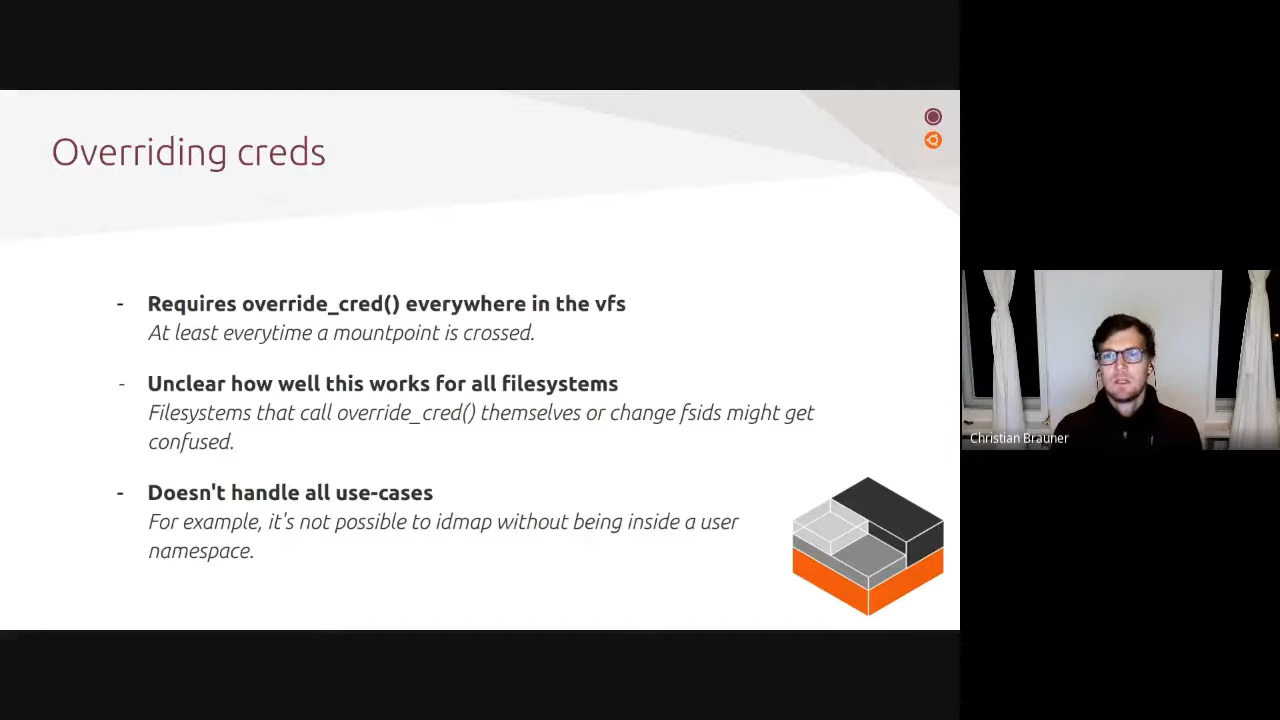 Overriding creds
- Requires override_cred() everywhere in the vfs
At least everytime a mountpoint is crossed.
- Unclear how well this works for all filesystems
Filesystems that call override_cred() themselves or change fsids might get
confused.
- Doesn't handle all use-cases
For example, it's not possible to idmap without being inside a user
namespace.
Christian Brauner